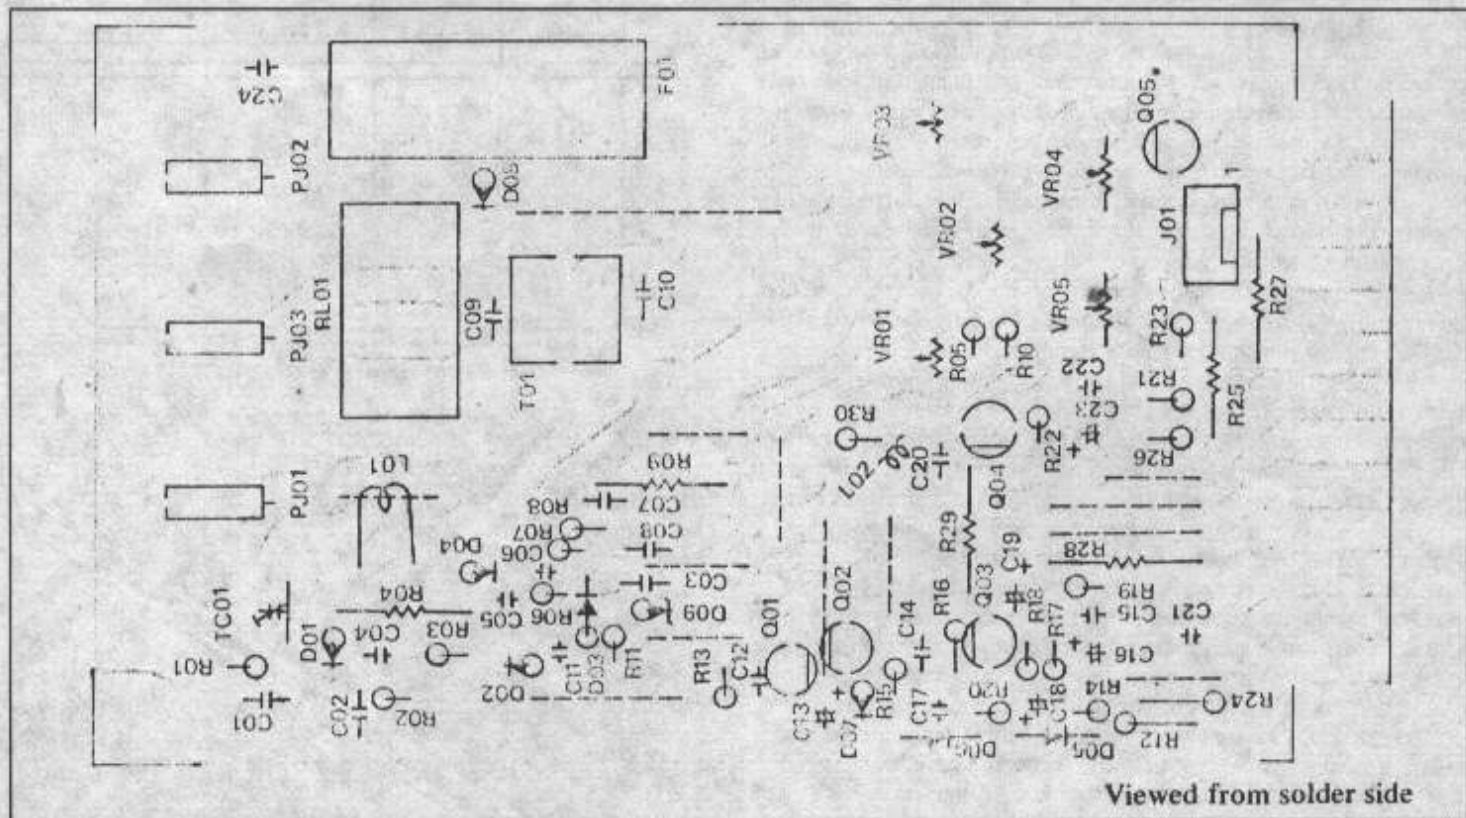 C24
F01
PJ02
D08
VR03
Q05
VR04
1
J01
VR02
RL01
PJ03
C09
C10
T01
VR01
R05
R10
VR05
R23
R27
C22
R21
R25
C23
R30
R22
R26
L02
C20
Q04
PJ01
L01
R09
R08
C07
R07
C08
C06
D04
R29
C19
R28
TC01
R04
C05
R06
C03
D09
Q01
Q02
C14
R16
Q03
R18
R17
R19
C15
C21
C16
R01
D01
C04
R03
D02
C11
D03
R11
R13
C12
C01
C02
R02
C13
D07
R15
C17
R20
D06
C18
R14
D05
R12
R24
Viewed from solder side